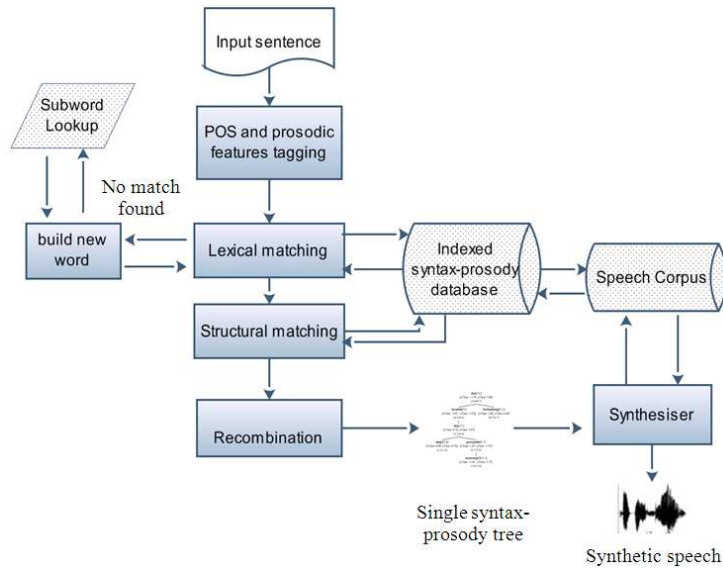 Input sentence
Subword
Lookup
POS and prosodic
features tagging
No match
found
build new
word
Lexical matching
Indexed
syntax-prosody
database
Speech Corpus
Structural matching
Recombination
Synthesiser
Single syntax-
prosody tree
Synthetic speech